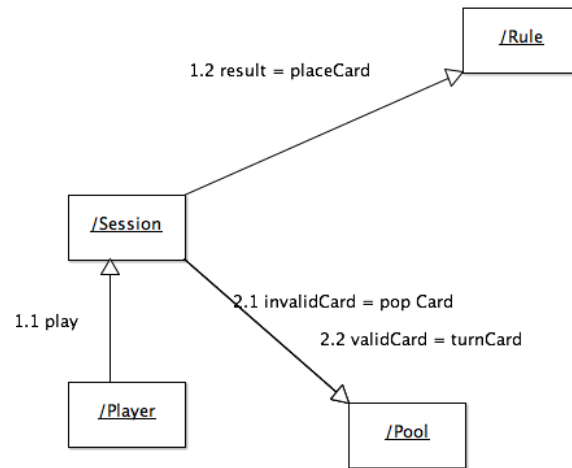 /Rule
1.2 result = placeCard
/Session
2.1 invalidCard = pop Card
1.1 play
2.2 validCard = turnCard
/Player
/Pool